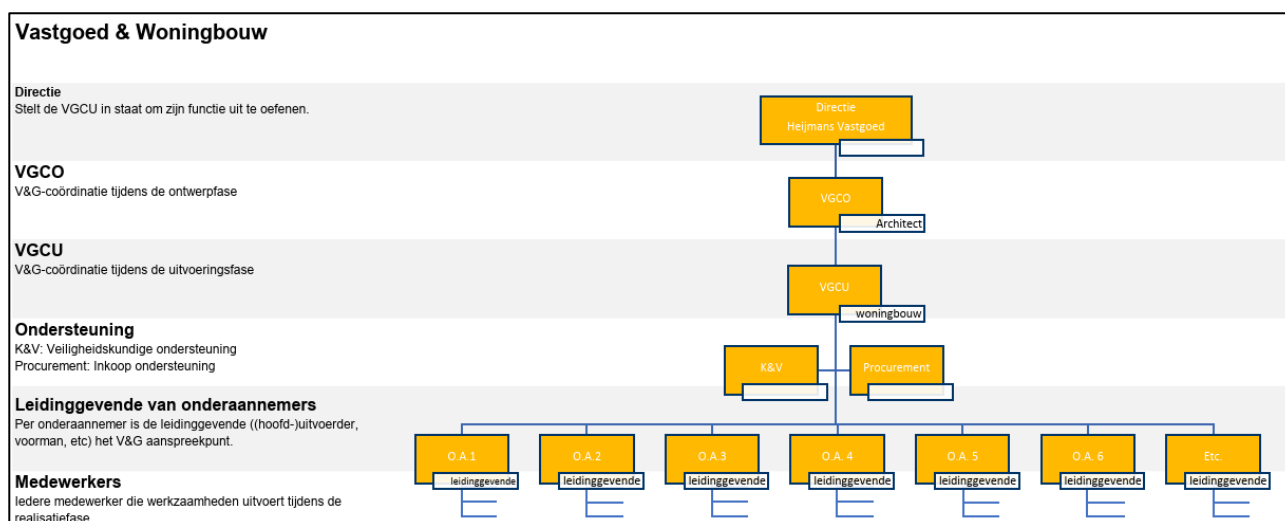 Vastgoed & Woningbouw
Directie
Stelt de VGCU in staat om zijn functie uit te oefenen.
Directie
Heijmans Vastgoed
VGCO
V&G-coördinatie tijdens de ontwerpfase
VGCO
Architect
VGCU
V&G-coördinatie tijdens de uitvoeringsfase
VGCU
woningbouw
Ondersteuning
K&V: Veiligheidskundige ondersteuning
Procurement: Inkoop ondersteuning
K&V
Procurement
Leidinggevende van onderaannemers
Per onderaannemer is de leidinggevende ((hoofd-)uitvoerder,
voorman, etc) het V&G aanspreekpunt.
O.A.1
leidinggevende
O.A.2
leidinggevende
O.A.3
leidinggevende
O.A. 4
leidinggevende
O.A. 5
leidinggevende
O.A. 6
leidinggevende
Etc.
leidinggevende
Medewerkers
Iedere medewerker die werkzaamheden uitvoert tijdens de
realisatiefase